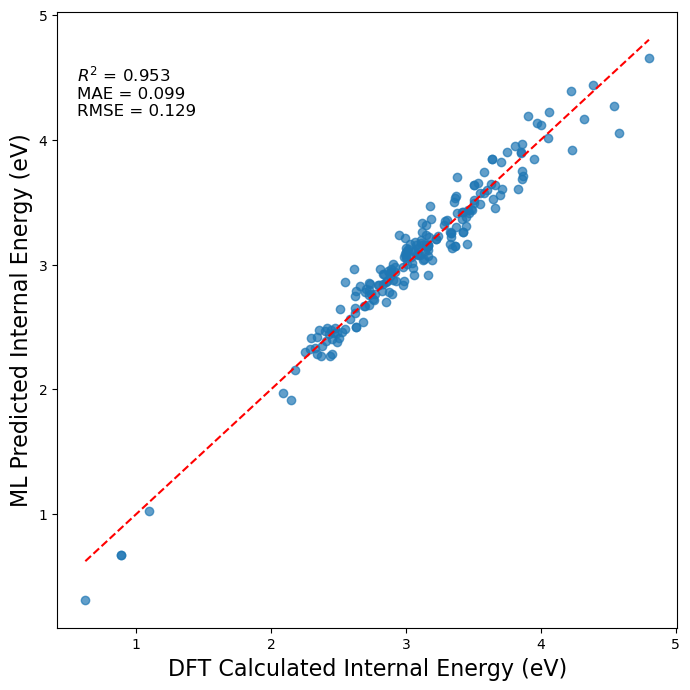 5
R² = 0.953
MAE = 0.099
RMSE = 0.129
4
3
2
1
ML Predicted Internal Energy (eV)
1 2 3 4 5
DFT Calculated Internal Energy (eV)